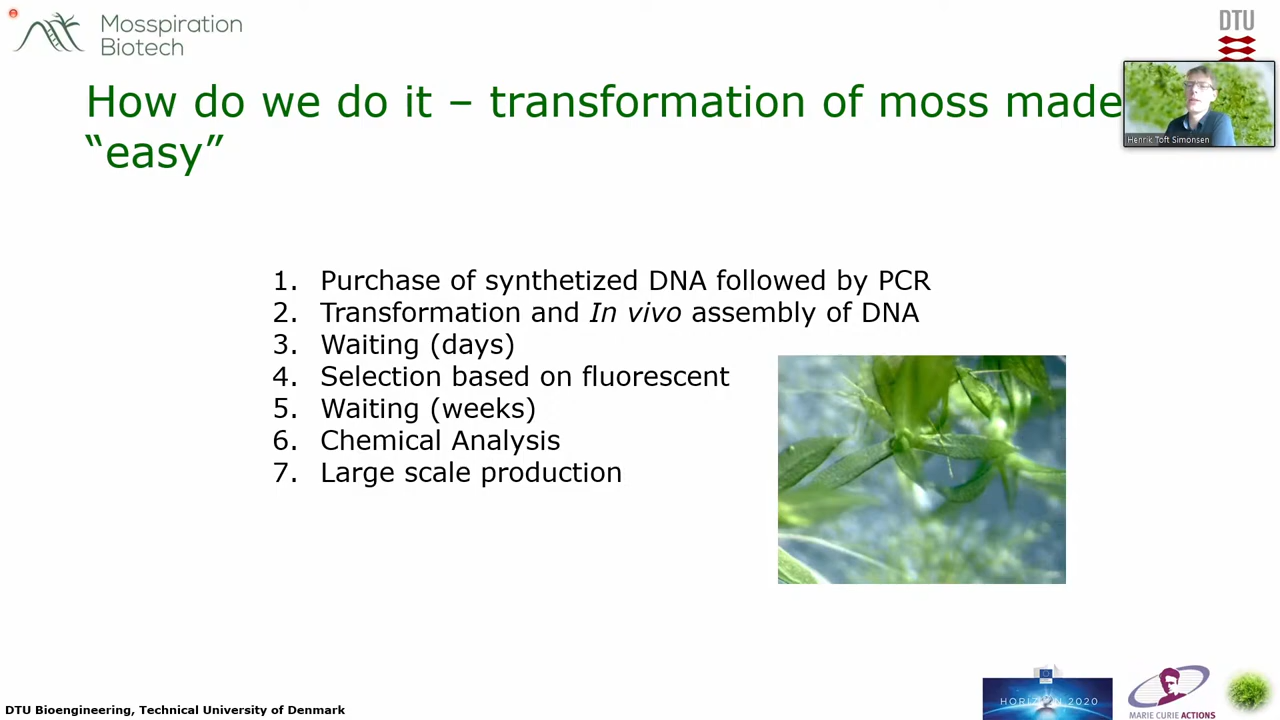 Mosspiration
Biotech
DTU
How do we do it – transformation of moss made
“easy”
Henrik Toft Simonsen
1. Purchase of synthetized DNA followed by PCR
2. Transformation and In vivo assembly of DNA
3. Waiting (days)
4. Selection based on fluorescent
5. Waiting (weeks)
6. Chemical Analysis
7. Large scale production
HORIZON 2020
MARIE CURIE ACTIONS
DTU Bioengineering, Technical University of Denmark